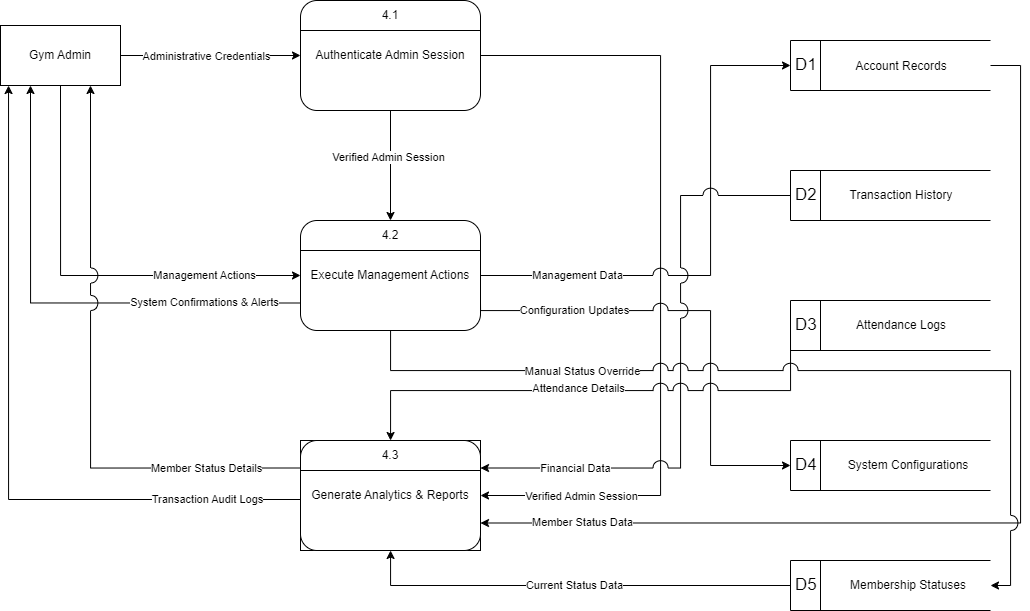 4.1
Gym Admin
Administrative Credentials
Authenticate Admin Session
D1
Account Records
Verified Admin Session
D2
Transaction History
4.2
Management Actions
Execute Management Actions
Management Data
System Confirmations & Alerts
Configuration Updates
D3
Attendance Logs
Manual Status Override
Attendance Details
4.3
Member Status Details
Financial Data
D4
System Configurations
Transaction Audit Logs
Generate Analytics & Reports
Verified Admin Session
Member Status Data
Current Status Data
D5
Membership Statuses